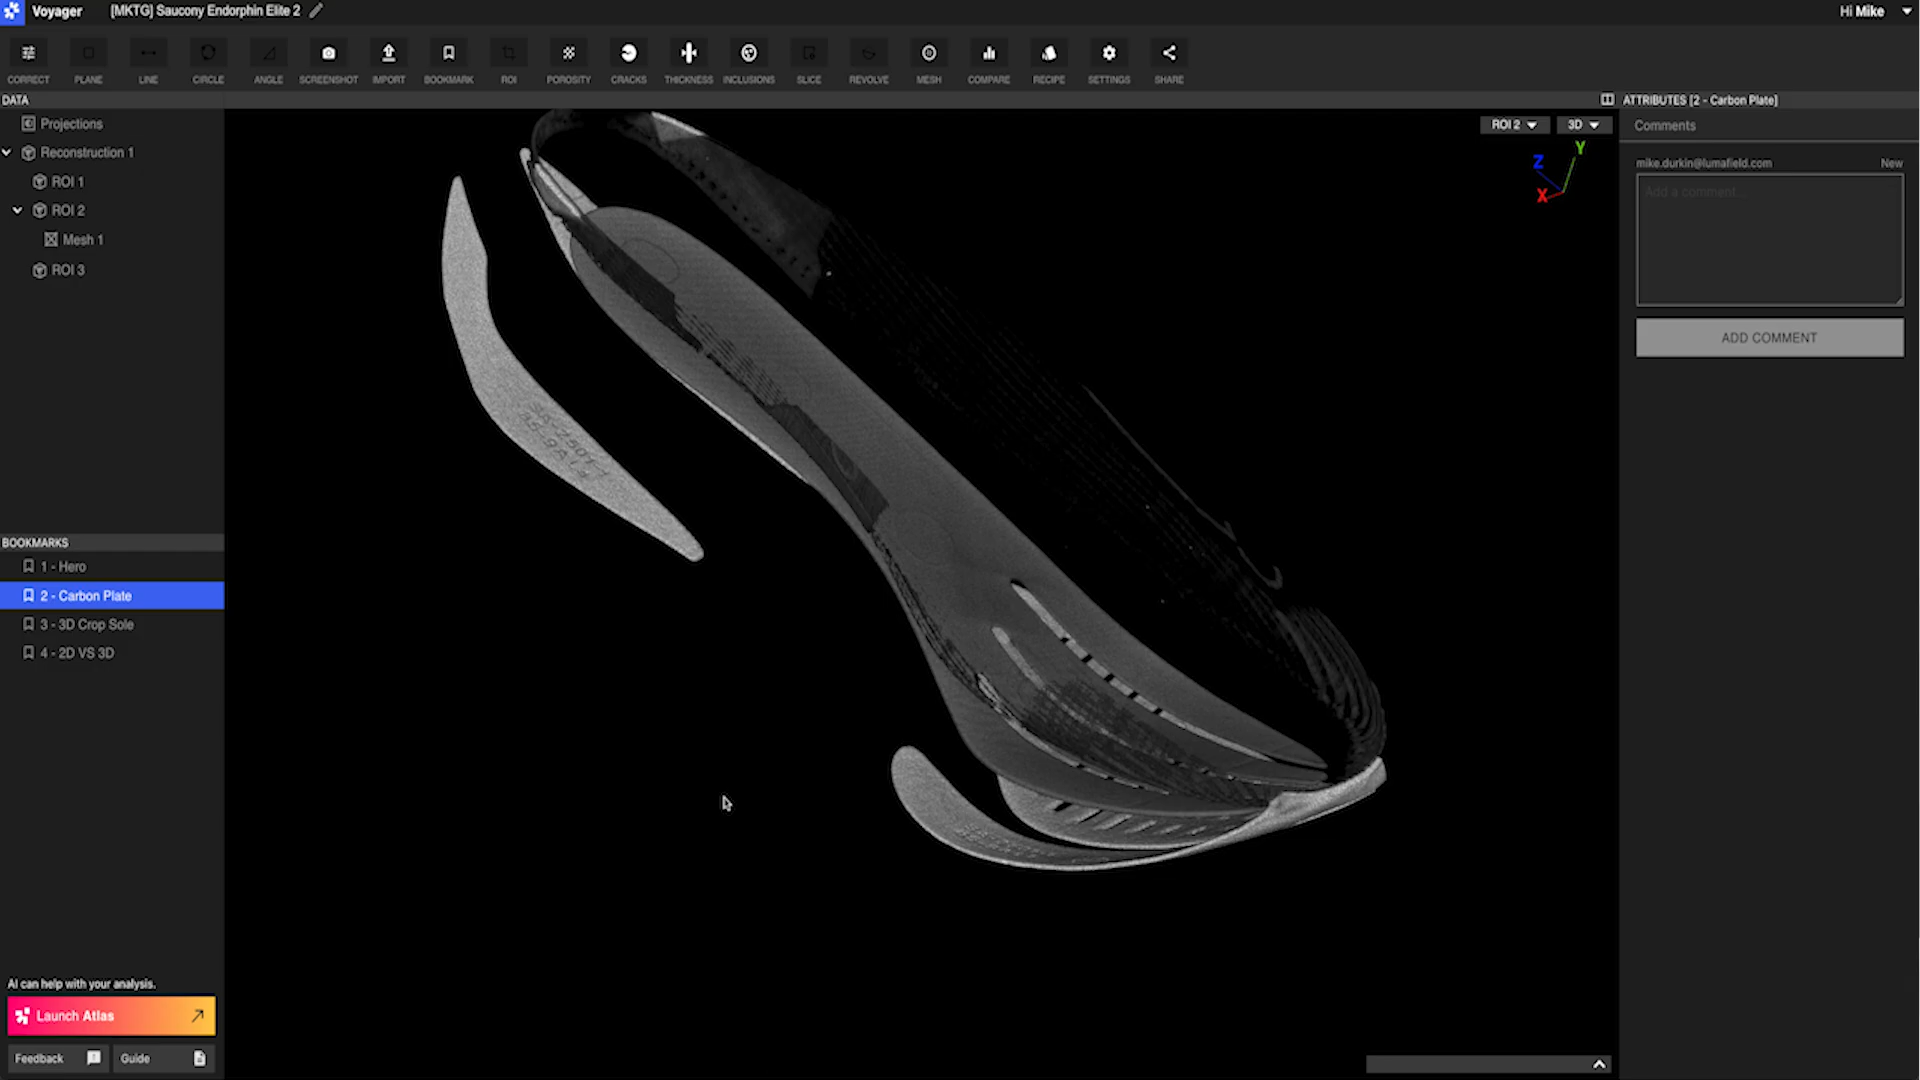 Voyager
[MKTG] Saucony Endorphin Elite 2
Hi Mike
CORRECT
PLANE
LINE
CIRCLE
ANGLE
SCREENSHOT
IMPORT
BOOKMARK
ROI
POROSITY
CRACKS
THICKNESS
INCLUSIONS
SLICE
REVOLVE
MESH
COMPARE
RECIPE
SETTINGS
SHARE
DATA
Projections
Reconstruction 1
ROI 1
ROI 2
Mesh 1
ROI 3
BOOKMARKS
1 - Hero
2 - Carbon Plate
3 - 3D Crop Sole
4 - 2D VS 3D
AI can help with your analysis.
Launch Atlas
Feedback
Guide
ROI 2
3D
Z
Y
X
ATTRIBUTES [2 - Carbon Plate]
Comments
mike.durkin@lumafield.com
New
Add a comment...
ADD COMMENT